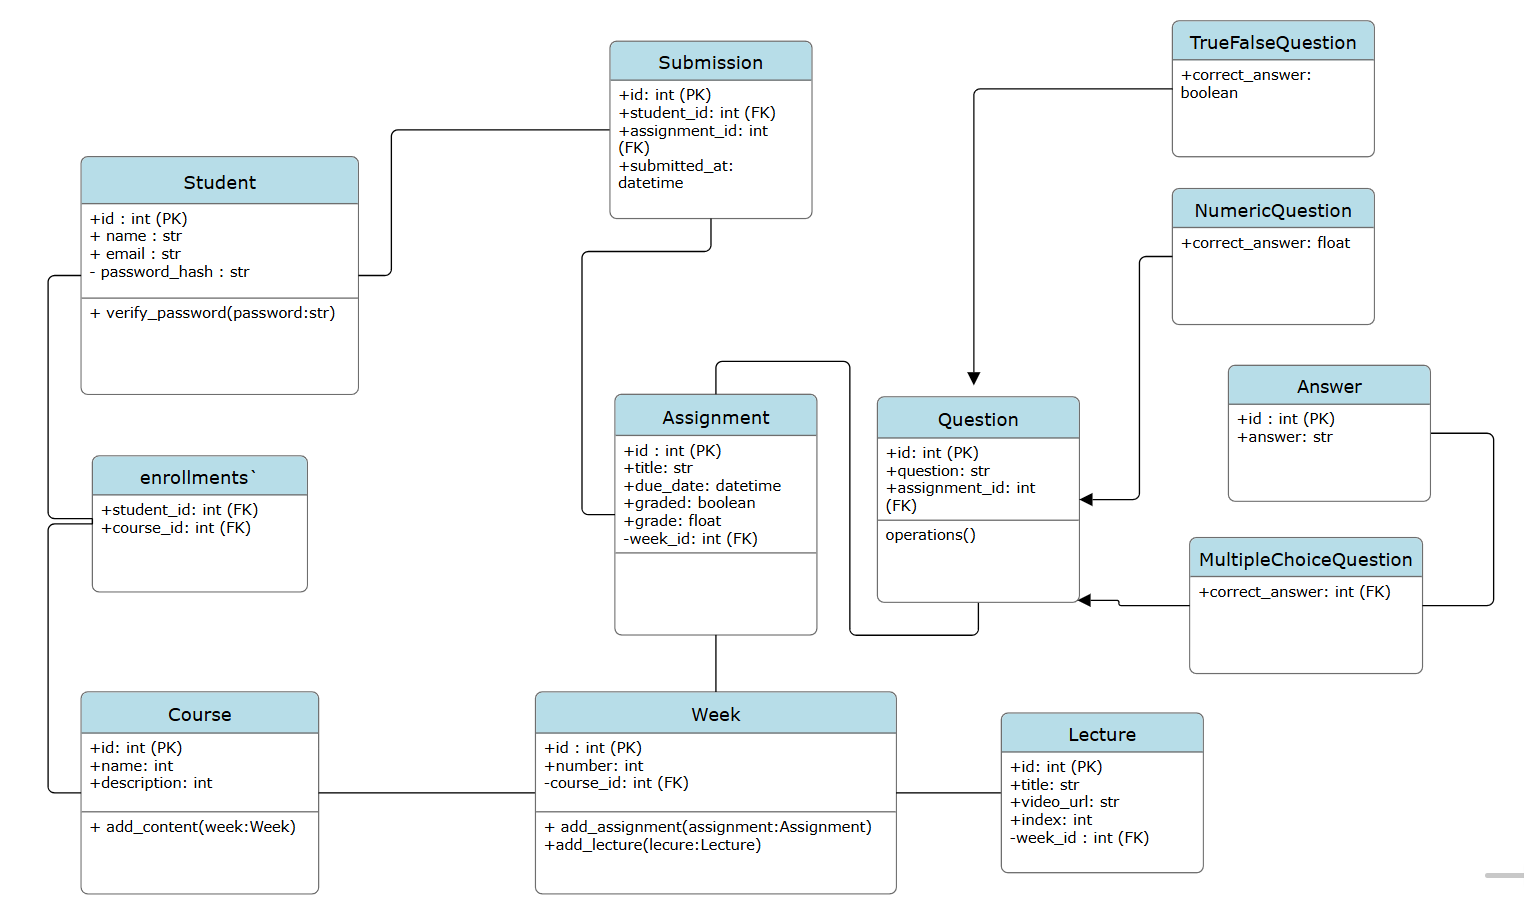 TrueFalseQuestion
+correct_answer:
boolean
Submission
+id: int (PK)
+student_id: int (FK)
+assignment_id: int
(FK)
+submitted_at:
datetime
Student
+id : int (PK)
+ name : str
+ email : str
- password_hash : str
+ verify_password(password:str)
NumericQuestion
+correct_answer: float
Answer
+id : int (PK)
+answer: str
Assignment
+id : int (PK)
+title: str
+due_date: datetime
+graded: boolean
+grade: float
-week_id: int (FK)
Question
+id: int (PK)
+question: str
+assignment_id: int
(FK)
operations()
enrollments`
+student_id: int (FK)
+course_id: int (FK)
MultipleChoiceQuestion
+correct_answer: int (FK)
Course
+id: int (PK)
+name: int
+description: int
+ add_content(week:Week)
Week
+id : int (PK)
+number: int
-course_id: int (FK)
+ add_assignment(assignment:Assignment)
+add_lecture(lecure:Lecture)
Lecture
+id: int (PK)
+title: str
+video_url: str
+index: int
-week_id : int (FK)